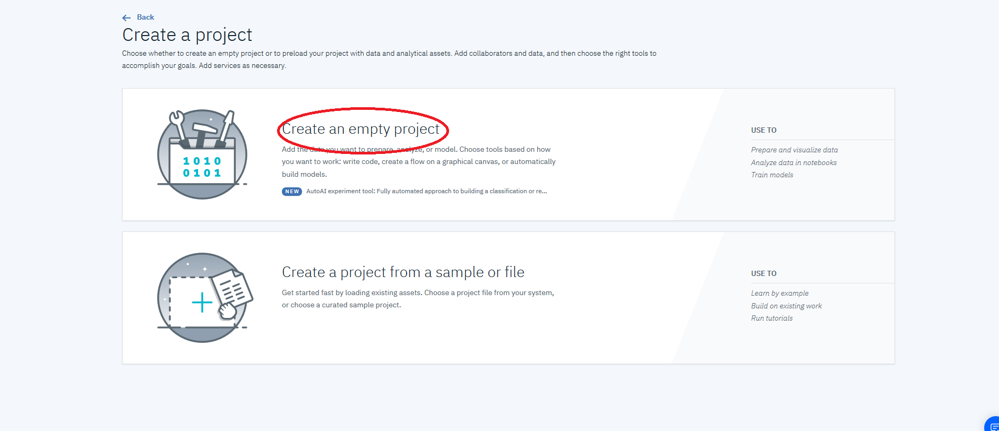 Back
Create a project
Choose whether to create an empty project or to preload your project with data and analytical assets. Add collaborators and data, and then choose the right tools to
accomplish your goals. Add services as necessary.
1010
0101
Create an empty project
Add the data you want to prepare, analyze, or model. Choose tools based on how
you want to work: write code, create a flow on a graphical canvas, or automatically
build models.
NEW AutoAI experiment tool: Fully automated approach to building a classification or re...
USE TO
Prepare and visualize data
Analyze data in notebooks
Train models
Create a project from a sample or file
Get started fast by loading existing assets. Choose a project file from your system,
or choose a curated sample project.
USE TO
Learn by example
Build on existing work
Run tutorials